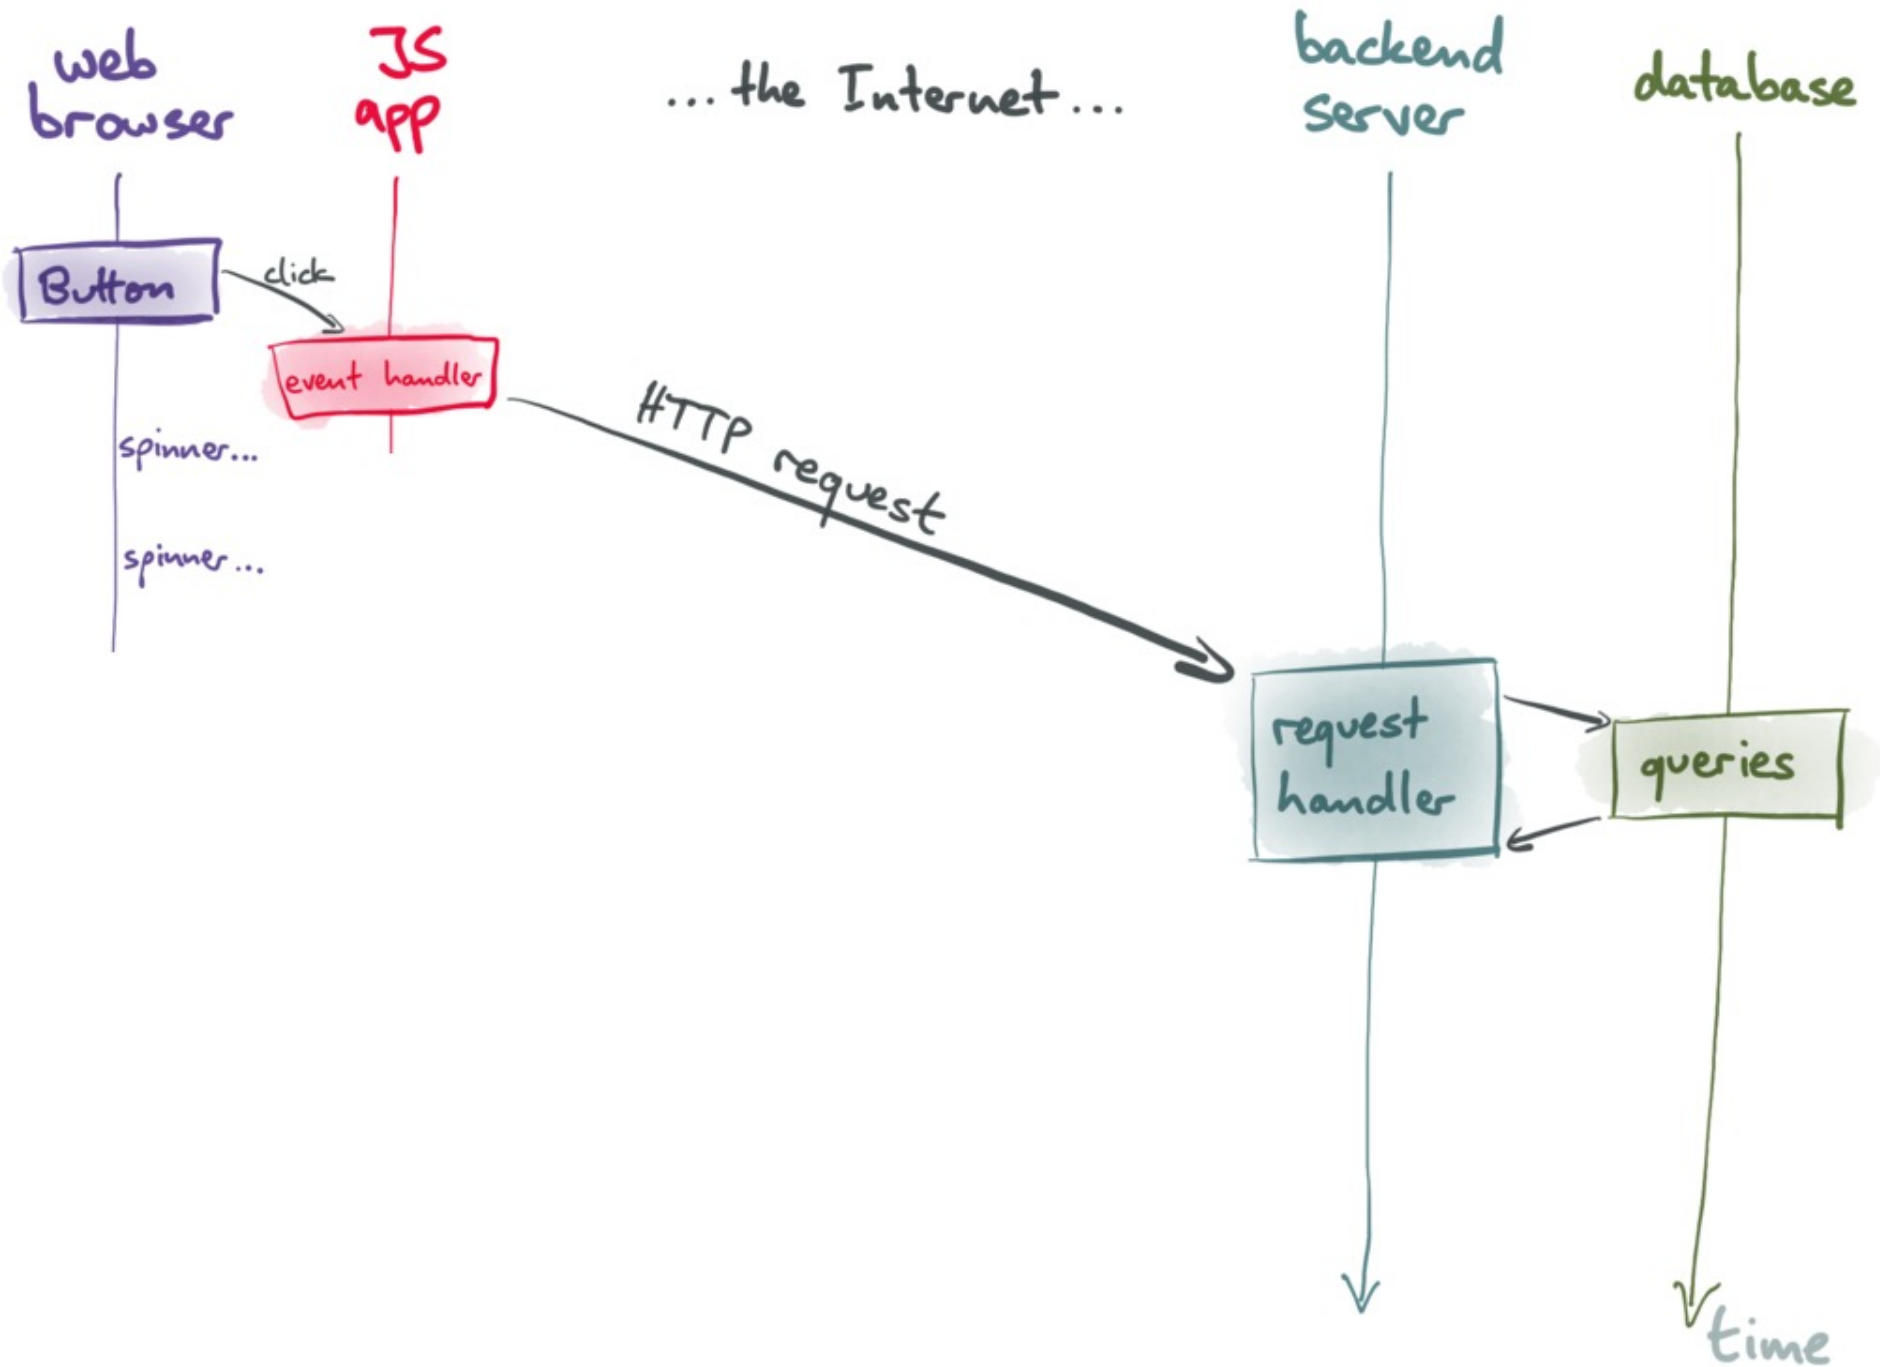 web
browser
JS
app
...the Internet...
backend
server
database
Button
click
event handler
spinner...
spinner...
HTTP request
request
handler
queries
time